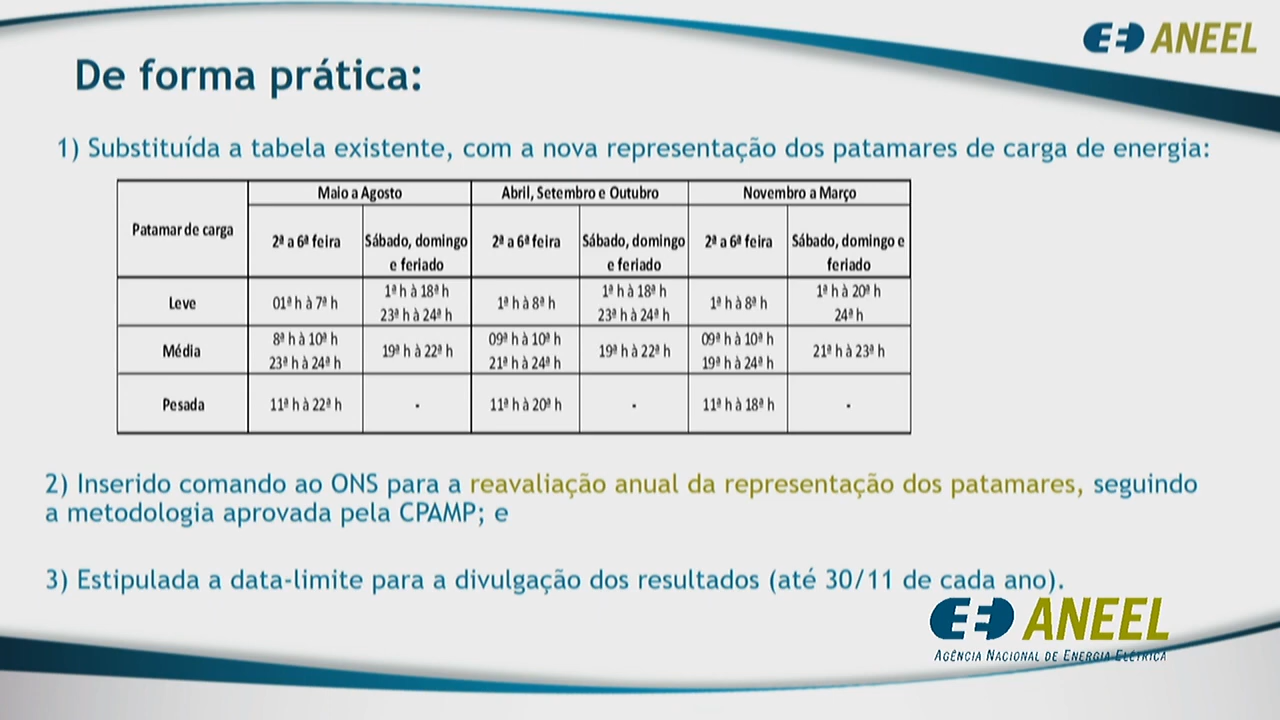 ANEEL
De forma prática:
1) Substituída a tabela existente, com a nova representação dos patamares de carga de energia:
Patamar de carga Maio a Agosto Abril, Setembro e Outubro Novembro a Março
2ª a 6ª feira Sábado, domingo e feriado 2ª a 6ª feira Sábado, domingo e feriado 2ª a 6ª feira Sábado, domingo e feriado
Leve 01ª h à 7ª h 1ª h à 18ª h 23ª h à 24ª h 1ª h à 8ª h 1ª h à 18ª h 23ª h à 24ª h 1ª h à 8ª h 1ª h à 20ª h 24ª h
Média 8ª h à 10ª h 23ª h à 24ª h 19ª h à 22ª h 09ª h à 10ª h 21ª h à 24ª h 19ª h à 22ª h 09ª h à 10ª h 19ª h à 24ª h 21ª h à 23ª h
Pesada 11ª h à 22ª h - 11ª h à 20ª h - 11ª h à 18ª h -
2) Inserido comando ao ONS para a reavaliação anual da representação dos patamares, seguindo
a metodologia aprovada pela CPAMP; e
3) Estipulada a data-limite para a divulgação dos resultados (até 30/11 de cada ano).
ANEEL
AGÊNCIA NACIONAL DE ENERGIA ELÉTRICA